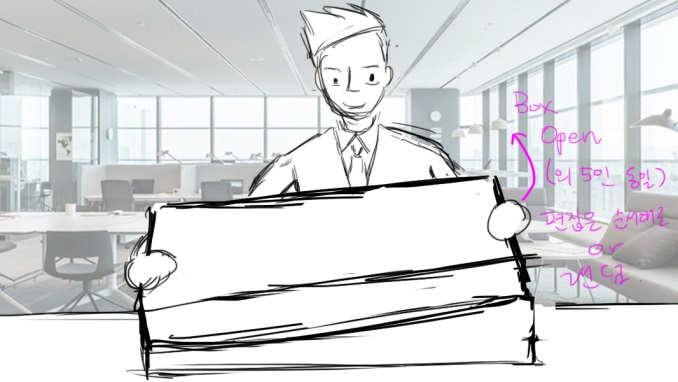 Box
Open
(외 5인 동일)
편집은 순서대로
or
랜덤.